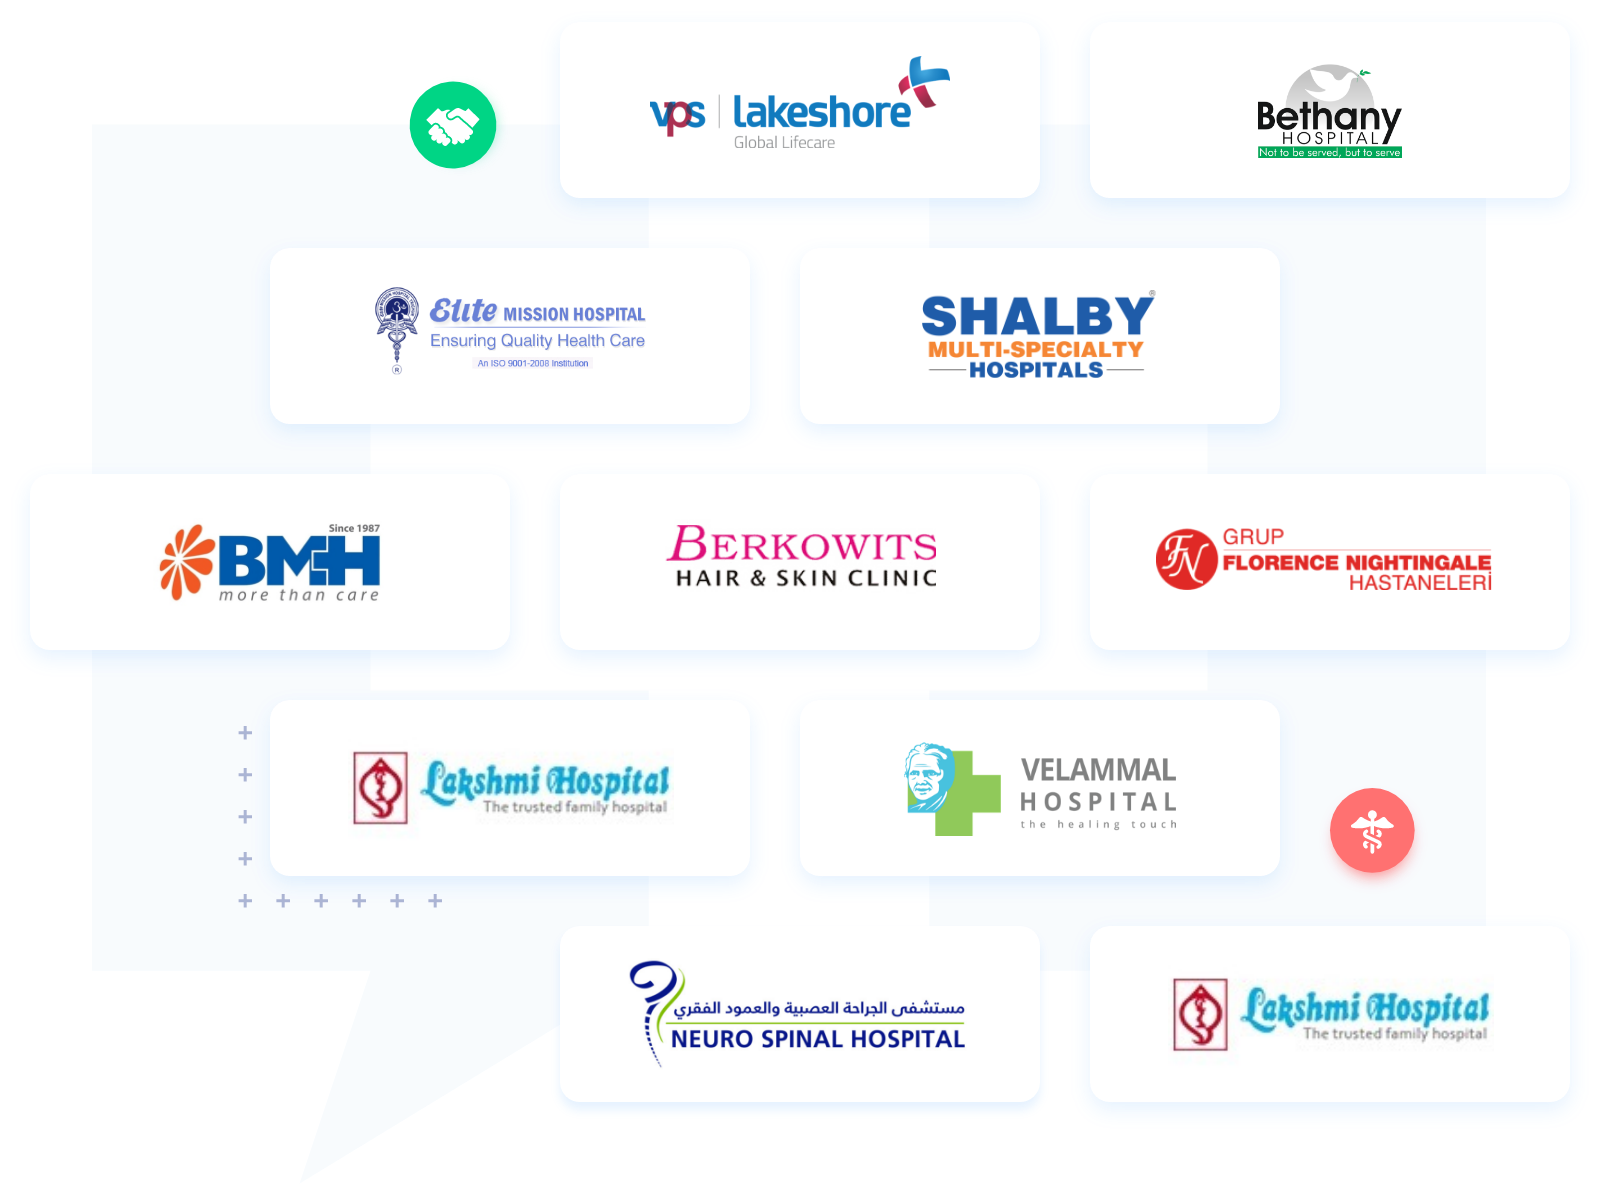 vps | lakeshore
Global Lifecare
Bethany
HOSPITAL
Not to be served, but to serve
Elite MISSION HOSPITAL
Ensuring Quality Health Care
An ISO 9001-2008 Institution
R
SHALBY®
MULTI-SPECIALTY
HOSPITALS
Since 1987
BMH
more than care
BERKOWITS
HAIR & SKIN CLINIC
FN
GRUP
FLORENCE NIGHTINGALE
HASTANELERİ
Lakshmi Hospital
The trusted family hospital
VELAMMAL
HOSPITAL
the healing touch
مستشفى الجراحة العصبية والعمود الفقري
NEURO SPINAL HOSPITAL
Lakshmi Hospital
The trusted family hospital